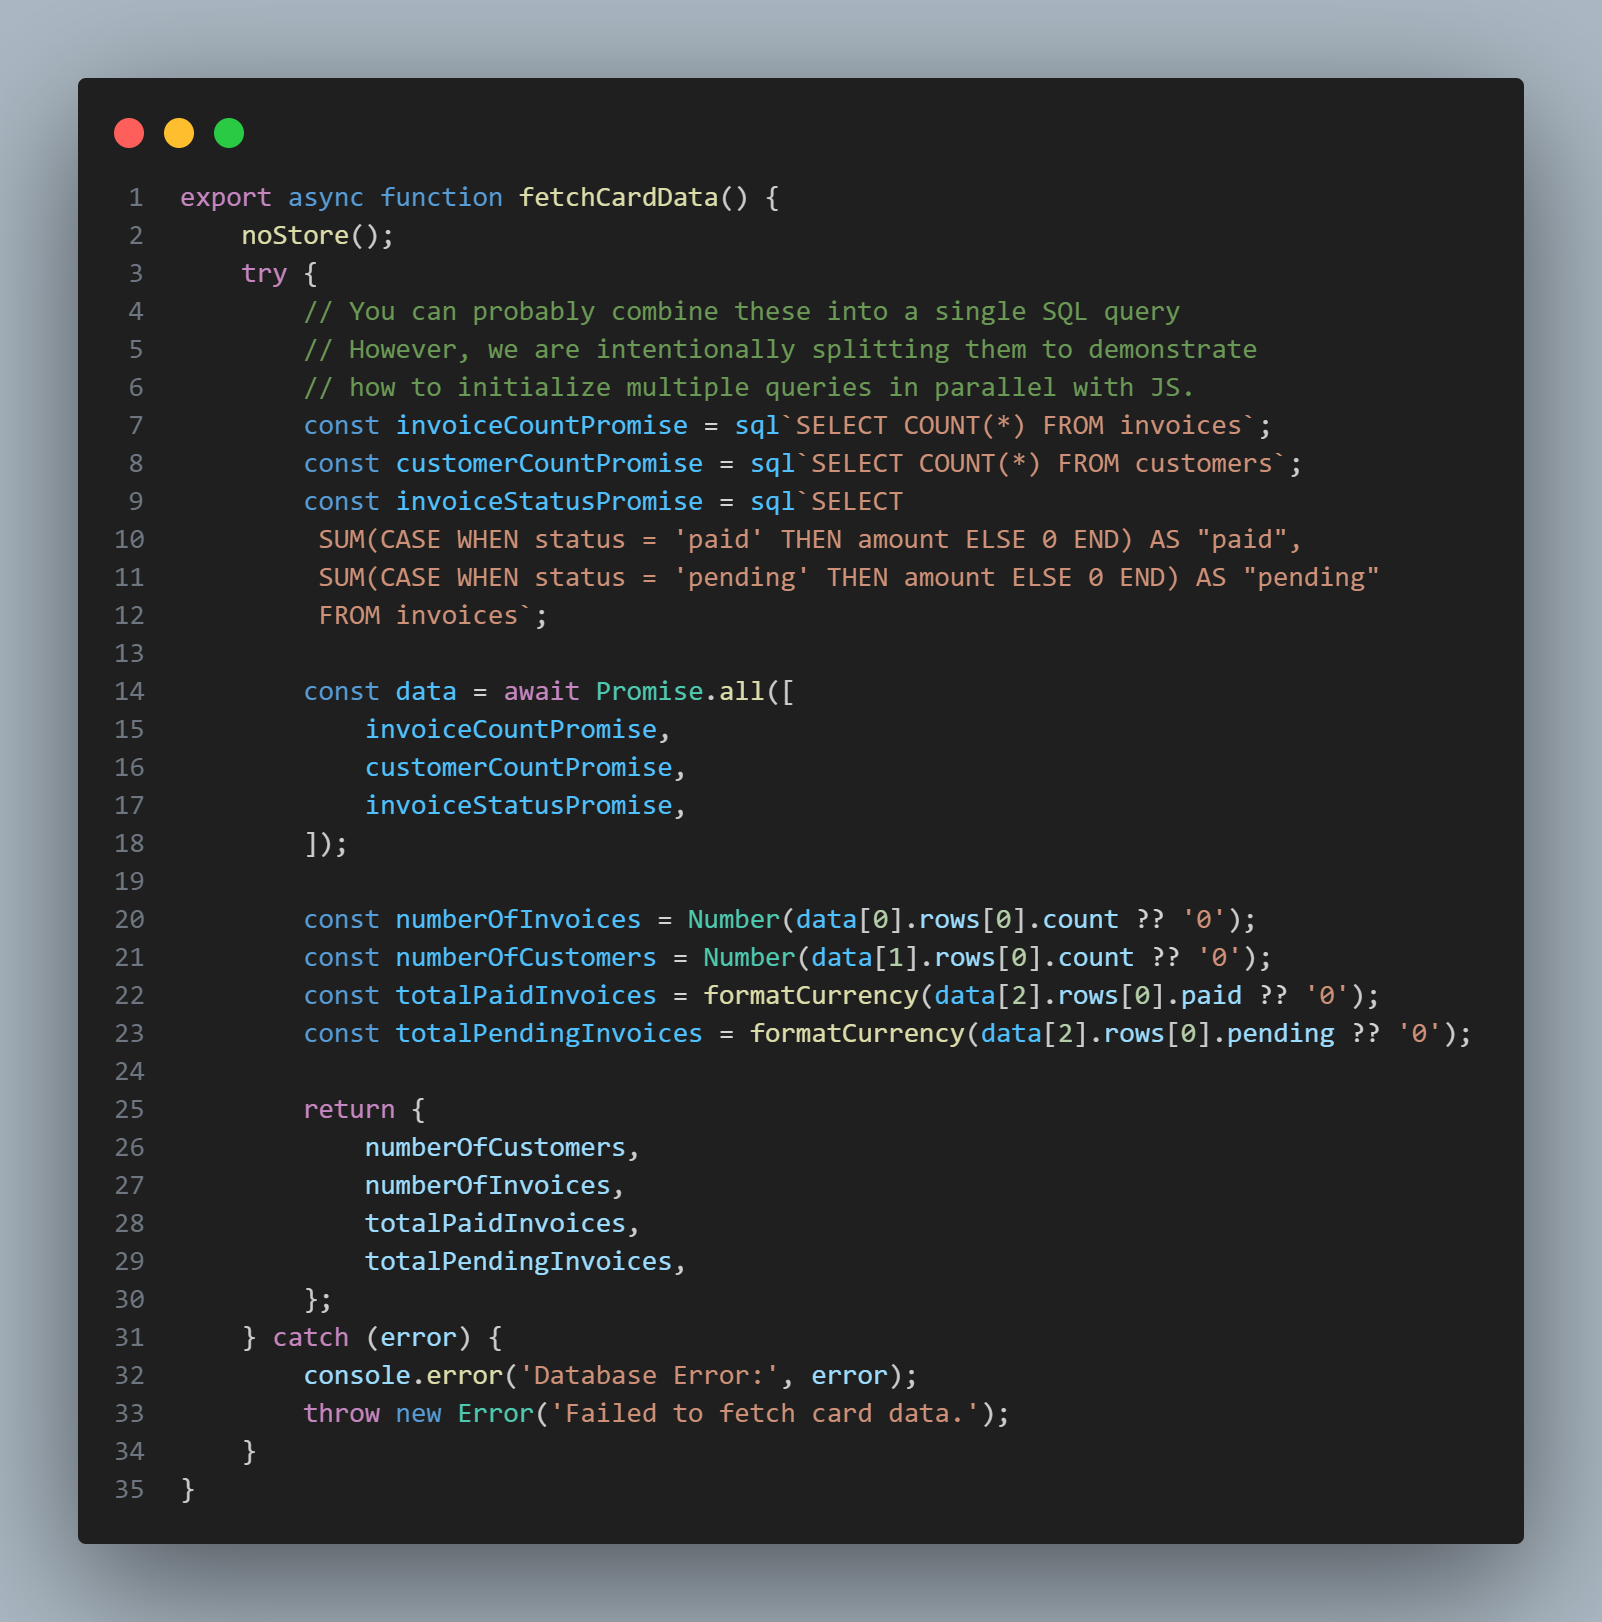 1 export async function fetchCardData() {
2     noStore();
3     try {
4         // You can probably combine these into a single SQL query
5         // However, we are intentionally splitting them to demonstrate
6         // how to initialize multiple queries in parallel with JS.
7         const invoiceCountPromise = sql`SELECT COUNT(*) FROM invoices`;
8         const customerCountPromise = sql`SELECT COUNT(*) FROM customers`;
9         const invoiceStatusPromise = sql`SELECT
10          SUM(CASE WHEN status = 'paid' THEN amount ELSE 0 END) AS "paid",
11          SUM(CASE WHEN status = 'pending' THEN amount ELSE 0 END) AS "pending"
12          FROM invoices`;
13
14         const data = await Promise.all([
15             invoiceCountPromise,
16             customerCountPromise,
17             invoiceStatusPromise,
18         ]);
19
20         const numberOfInvoices = Number(data[0].rows[0].count ?? '0');
21         const numberOfCustomers = Number(data[1].rows[0].count ?? '0');
22         const totalPaidInvoices = formatCurrency(data[2].rows[0].paid ?? '0');
23         const totalPendingInvoices = formatCurrency(data[2].rows[0].pending ?? '0');
24
25         return {
26             numberOfCustomers,
27             numberOfInvoices,
28             totalPaidInvoices,
29             totalPendingInvoices,
30         };
31     } catch (error) {
32         console.error('Database Error:', error);
33         throw new Error('Failed to fetch card data.');
34     }
35 }